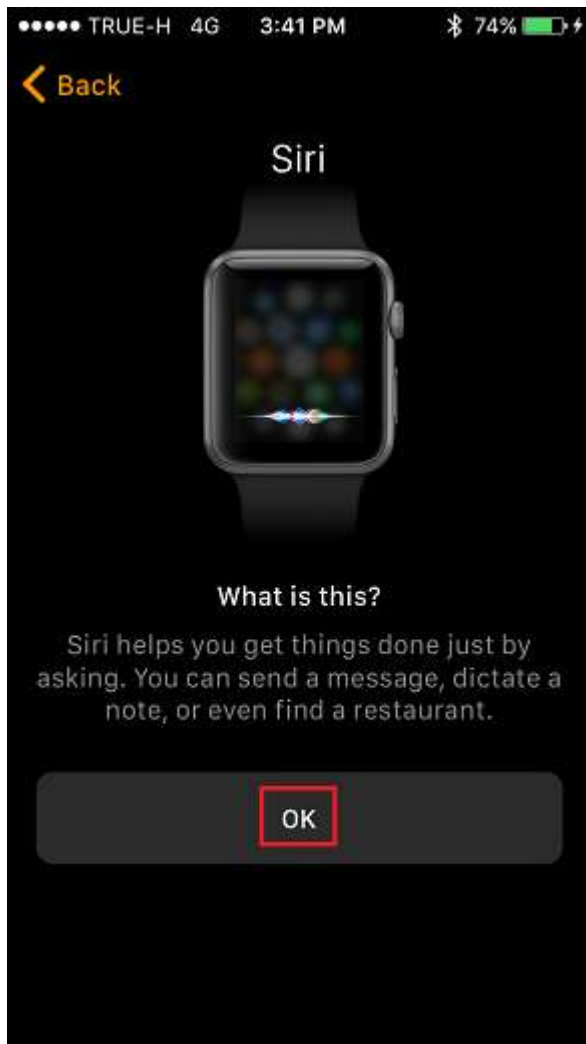 TRUE-H 4G 3:41 PM 74%
Back
Siri
What is this?
Siri helps you get things done just by
asking. You can send a message, dictate a
note, or even find a restaurant.
OK